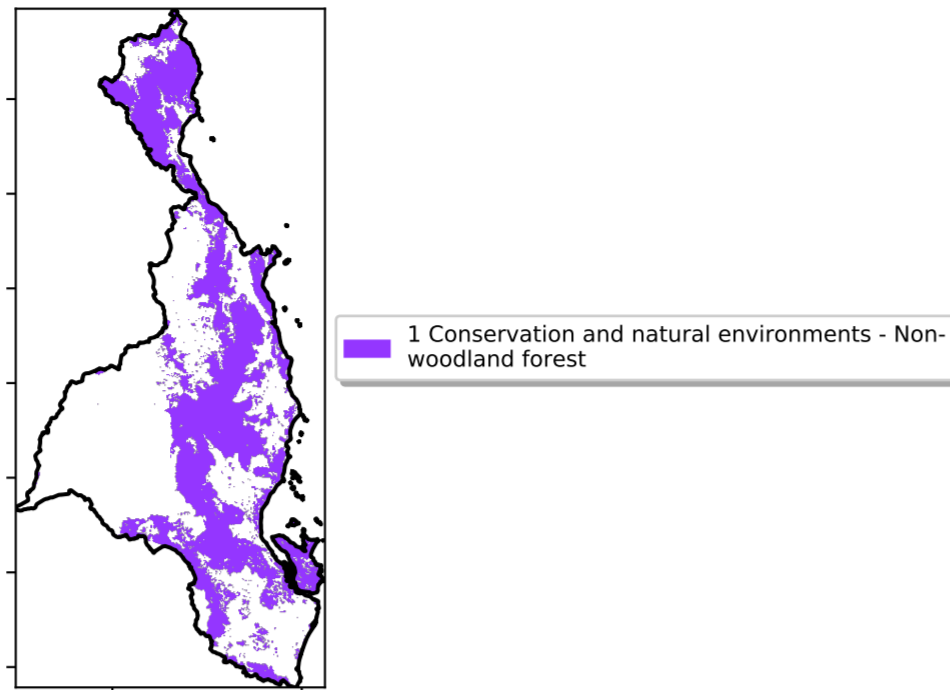 1 Conservation and natural environments - Non-
woodland forest